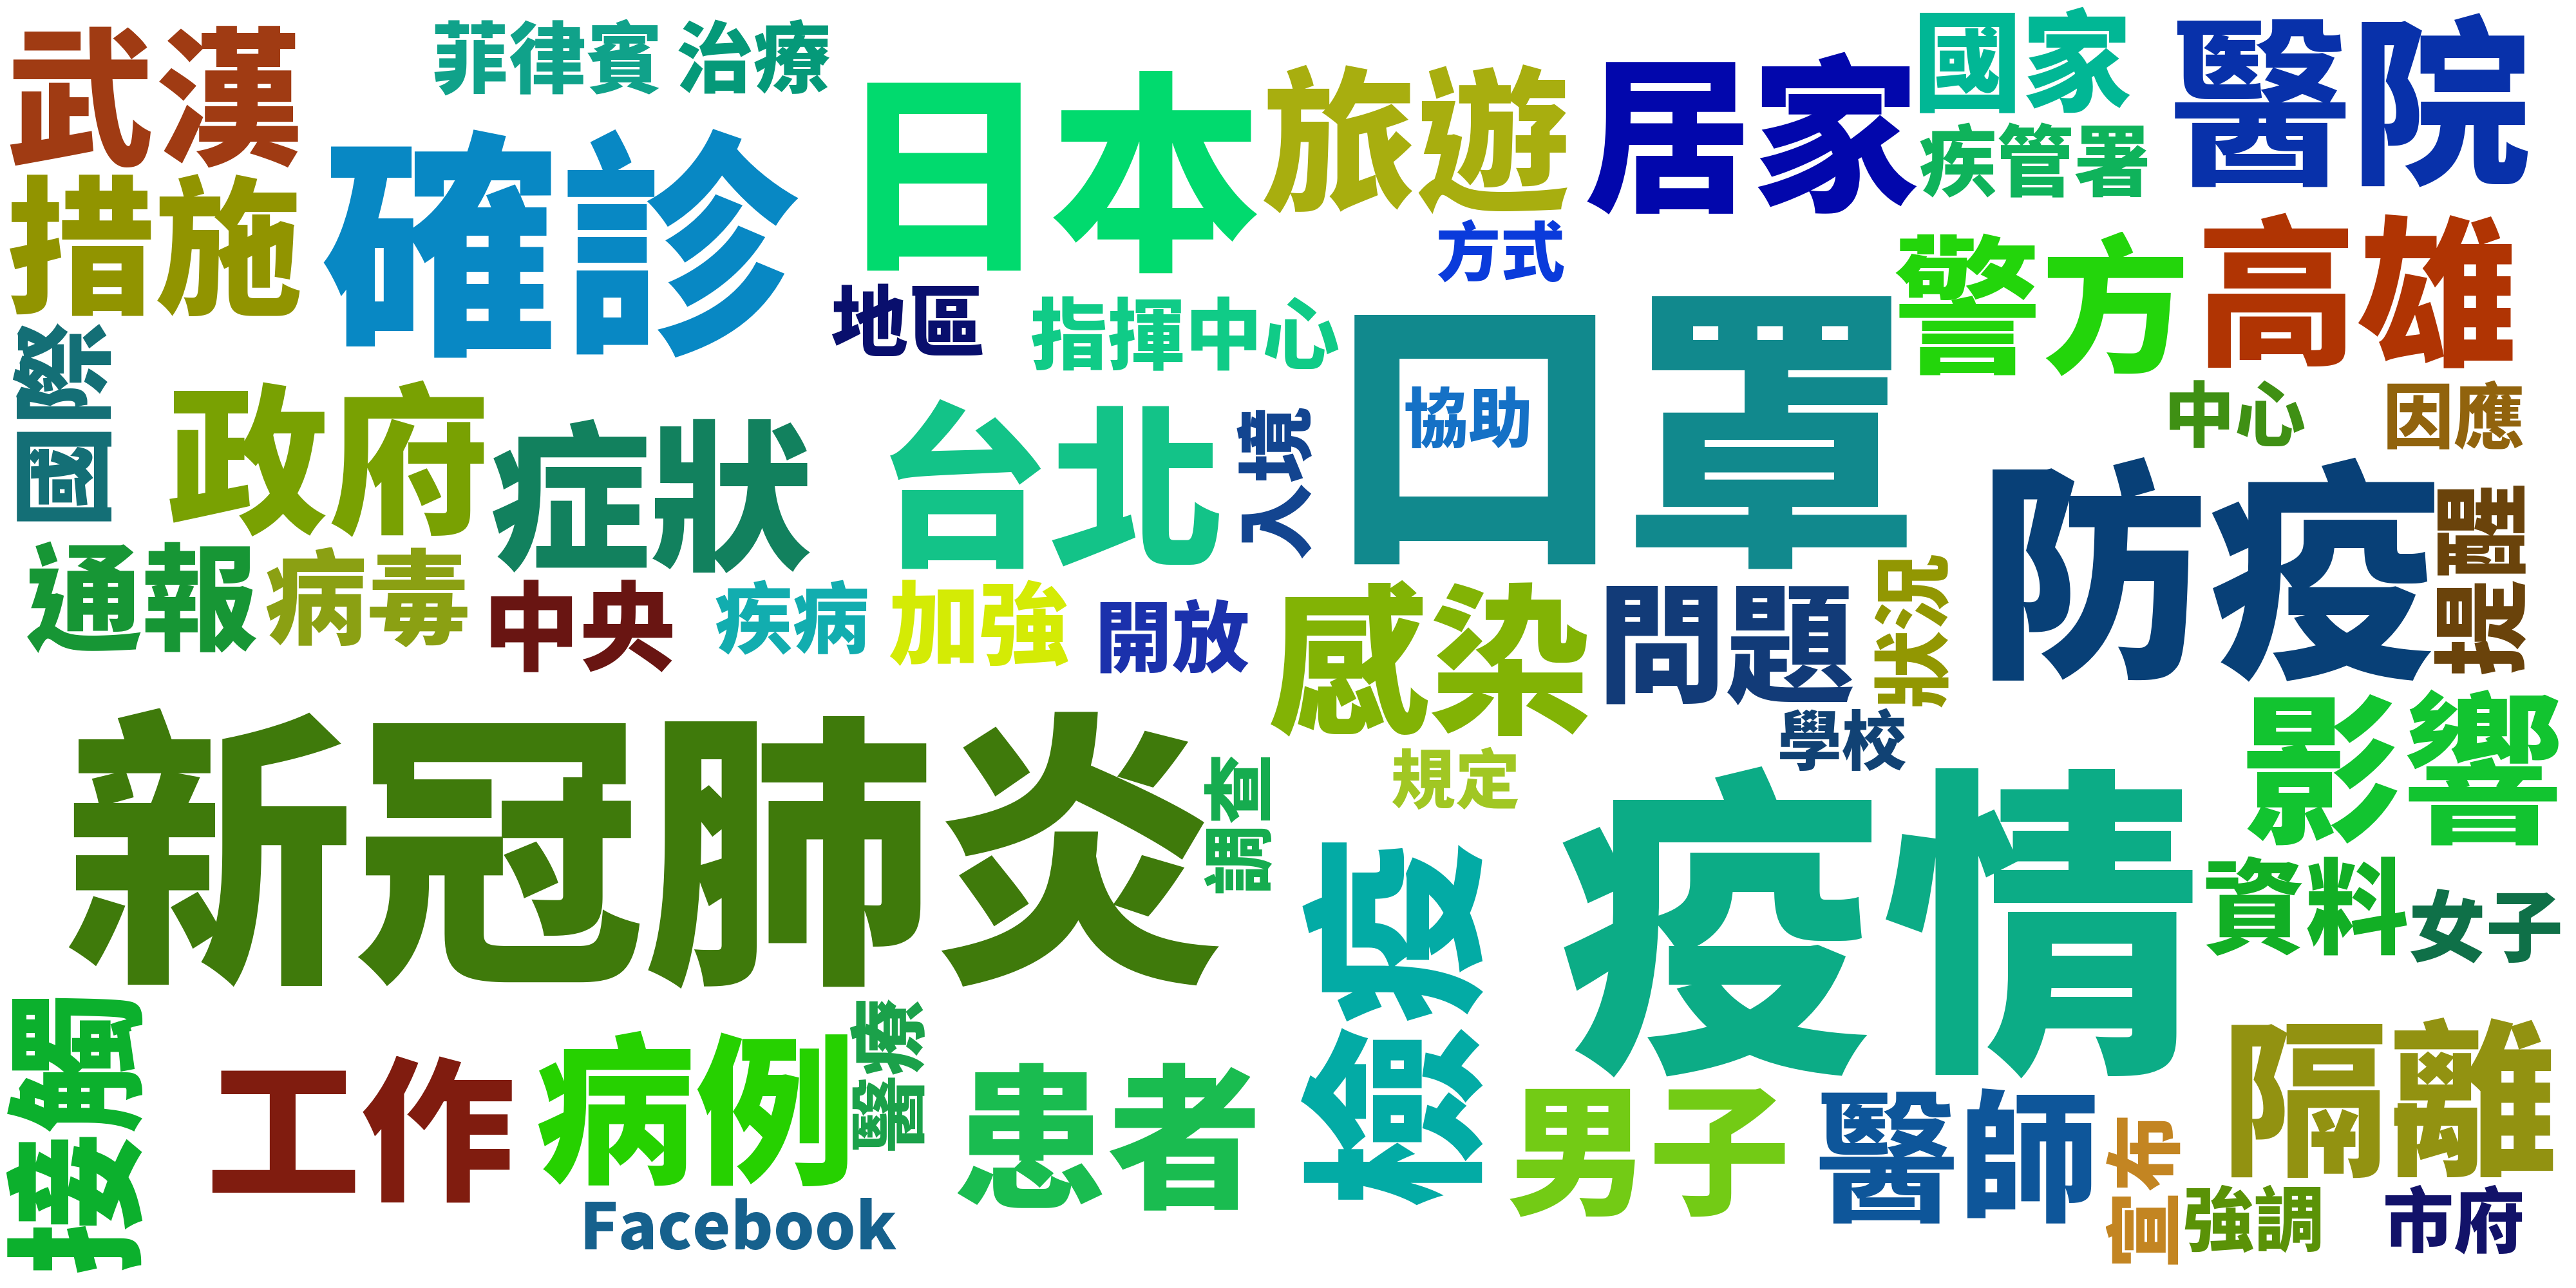 武漢
菲律賓
治療
日本
旅遊
居家
國家
醫院
疾管署
措施
確診
方式
警方
高雄
地區
指揮中心
口罩
協助
國際
政府
症狀
台北
入境
中心
因應
防疫
提醒
通報
病毒
中央
疾病
加強
開放
感染
問題
狀況
學校
影響
新冠肺炎
調查
規定
疫情
資料
女子
檢疫
接觸
工作
病例
醫療
患者
男子
醫師
宣布
隔離
Facebook
強調
市府